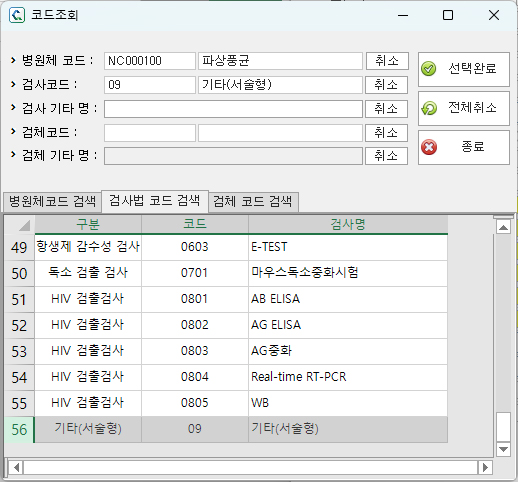 코드조회
병원체 코드 : NC000100 파상풍균 취소
선택완료
검사코드 : 09 기타(서술형) 취소
검사 기타 명 : 취소
전체취소
검체코드 : 취소
검체 기타 명 : 취소
종료
병원체코드 검색 검사법 코드 검색 검체 코드 검색
구분 코드 검사명
49 항생제 감수성 검사 0603 E-TEST
50 독소 검출 검사 0701 마우스독소중화시험
51 HIV 검출검사 0801 AB ELISA
52 HIV 검출검사 0802 AG ELISA
53 HIV 검출검사 0803 AG중화
54 HIV 검출검사 0804 Real-time RT-PCR
55 HIV 검출검사 0805 WB
56 기타(서술형) 09 기타(서술형)